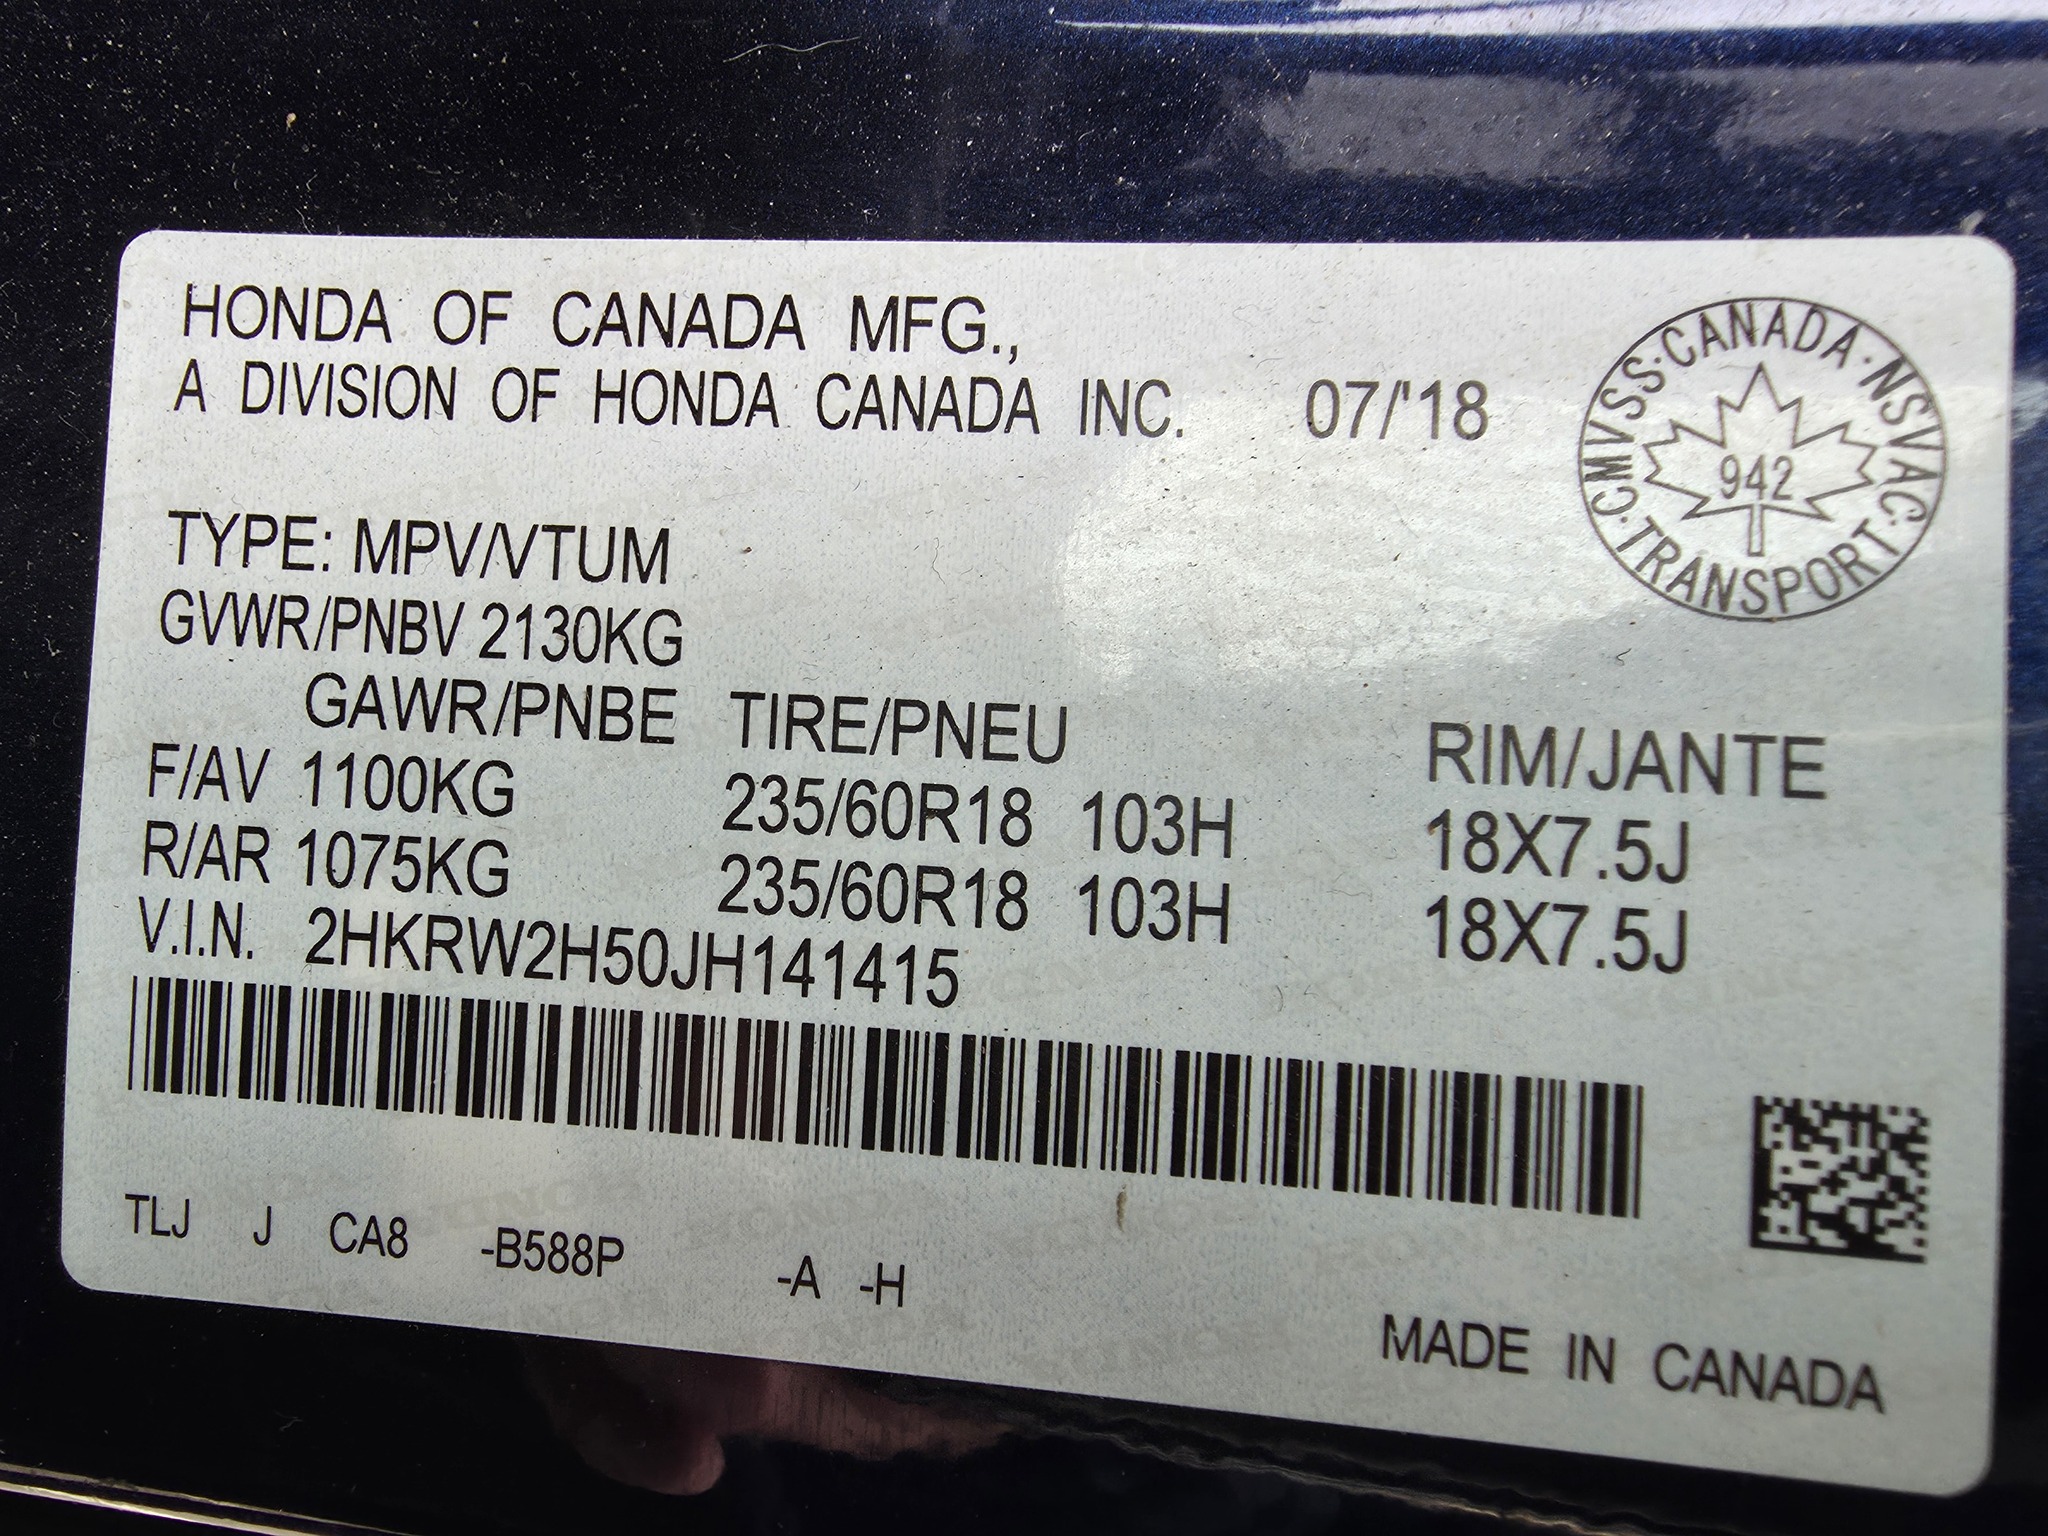 HONDA OF CANADA MFG.,
A DIVISION OF HONDA CANADA INC. 07/'18
CMVSS·CANADA·NSVAC·TRANSPORT·
942
TYPE: MPV/VTUM
GVWR/PNBV 2130KG
GAWR/PNBE TIRE/PNEU RIM/JANTE
F/AV 1100KG 235/60R18 103H 18X7.5J
R/AR 1075KG 235/60R18 103H 18X7.5J
V.I.N. 2HKRW2H50JH141415
TLJ J CA8 -B588P -A -H
MADE IN CANADA